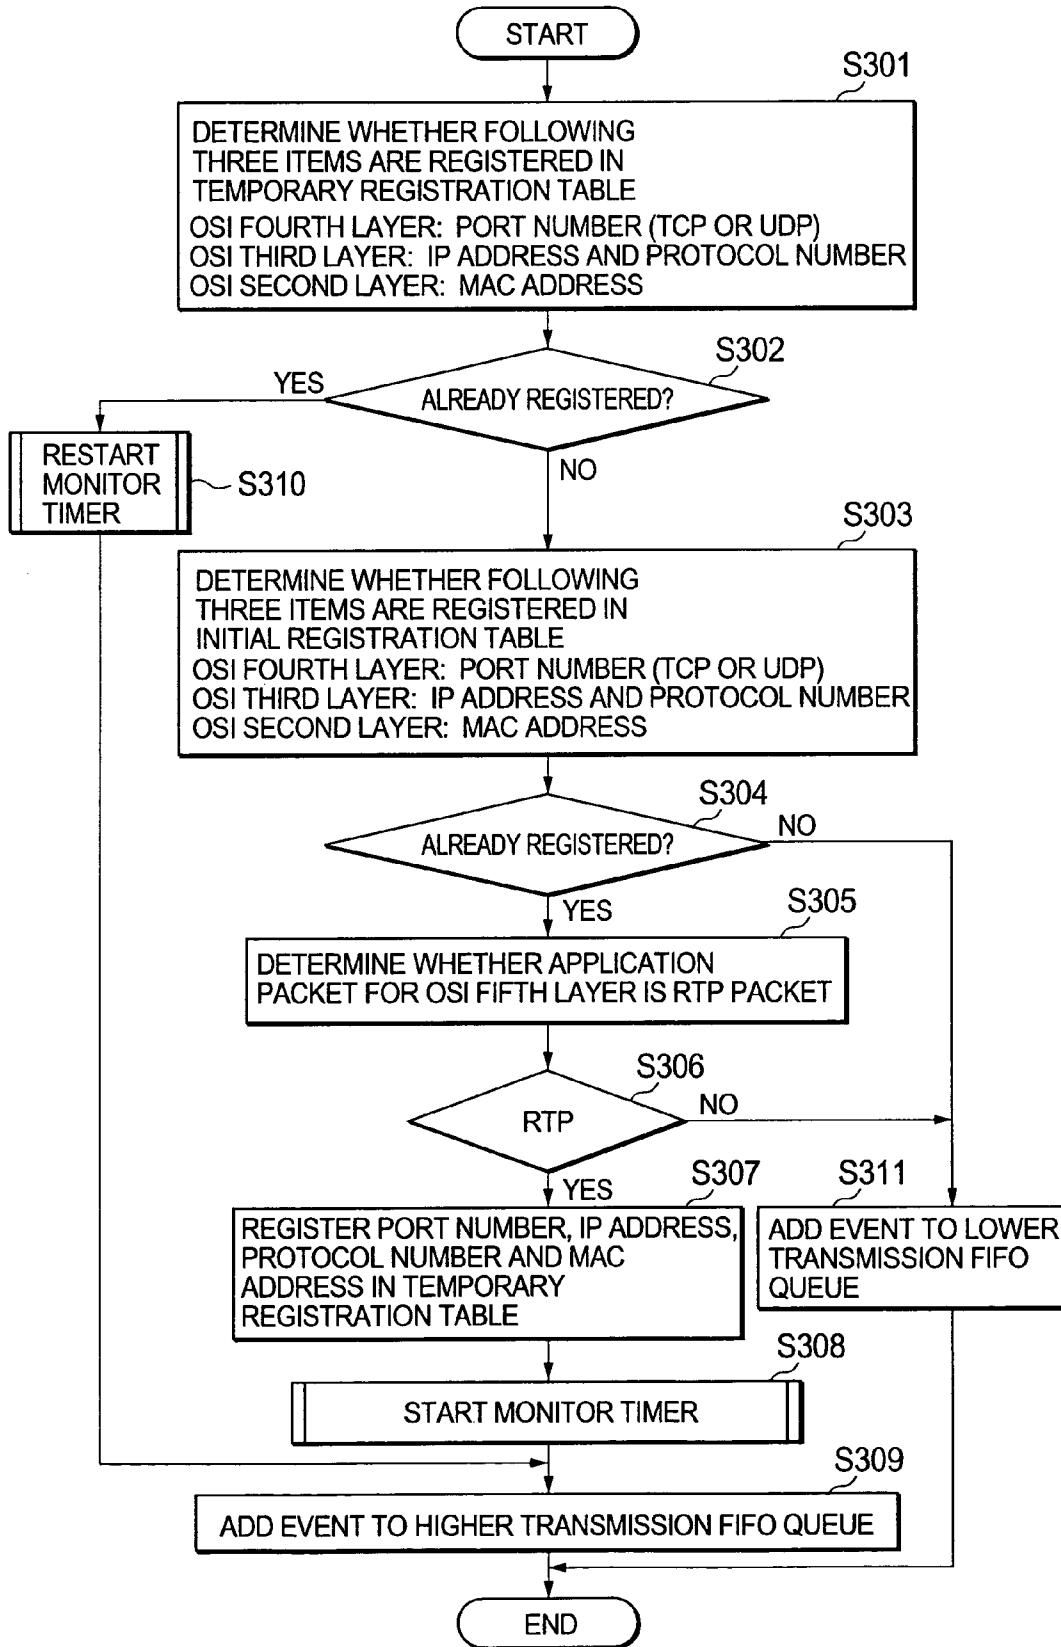 START
S301
DETERMINE WHETHER FOLLOWING
THREE ITEMS ARE REGISTERED IN
TEMPORARY REGISTRATION TABLE
OSI FOURTH LAYER: PORT NUMBER (TCP OR UDP)
OSI THIRD LAYER: IP ADDRESS AND PROTOCOL NUMBER
OSI SECOND LAYER: MAC ADDRESS
S302
YES
ALREADY REGISTERED?
RESTART
MONITOR
TIMER
S310
NO
S303
DETERMINE WHETHER FOLLOWING
THREE ITEMS ARE REGISTERED IN
INITIAL REGISTRATION TABLE
OSI FOURTH LAYER: PORT NUMBER (TCP OR UDP)
OSI THIRD LAYER: IP ADDRESS AND PROTOCOL NUMBER
OSI SECOND LAYER: MAC ADDRESS
S304
ALREADY REGISTERED?
NO
YES
S305
DETERMINE WHETHER APPLICATION
PACKET FOR OSI FIFTH LAYER IS RTP PACKET
S306
RTP
NO
YES
S307
REGISTER PORT NUMBER, IP ADDRESS,
PROTOCOL NUMBER AND MAC
ADDRESS IN TEMPORARY
REGISTRATION TABLE
S311
ADD EVENT TO LOWER
TRANSMISSION FIFO
QUEUE
S308
START MONITOR TIMER
S309
ADD EVENT TO HIGHER TRANSMISSION FIFO QUEUE
END